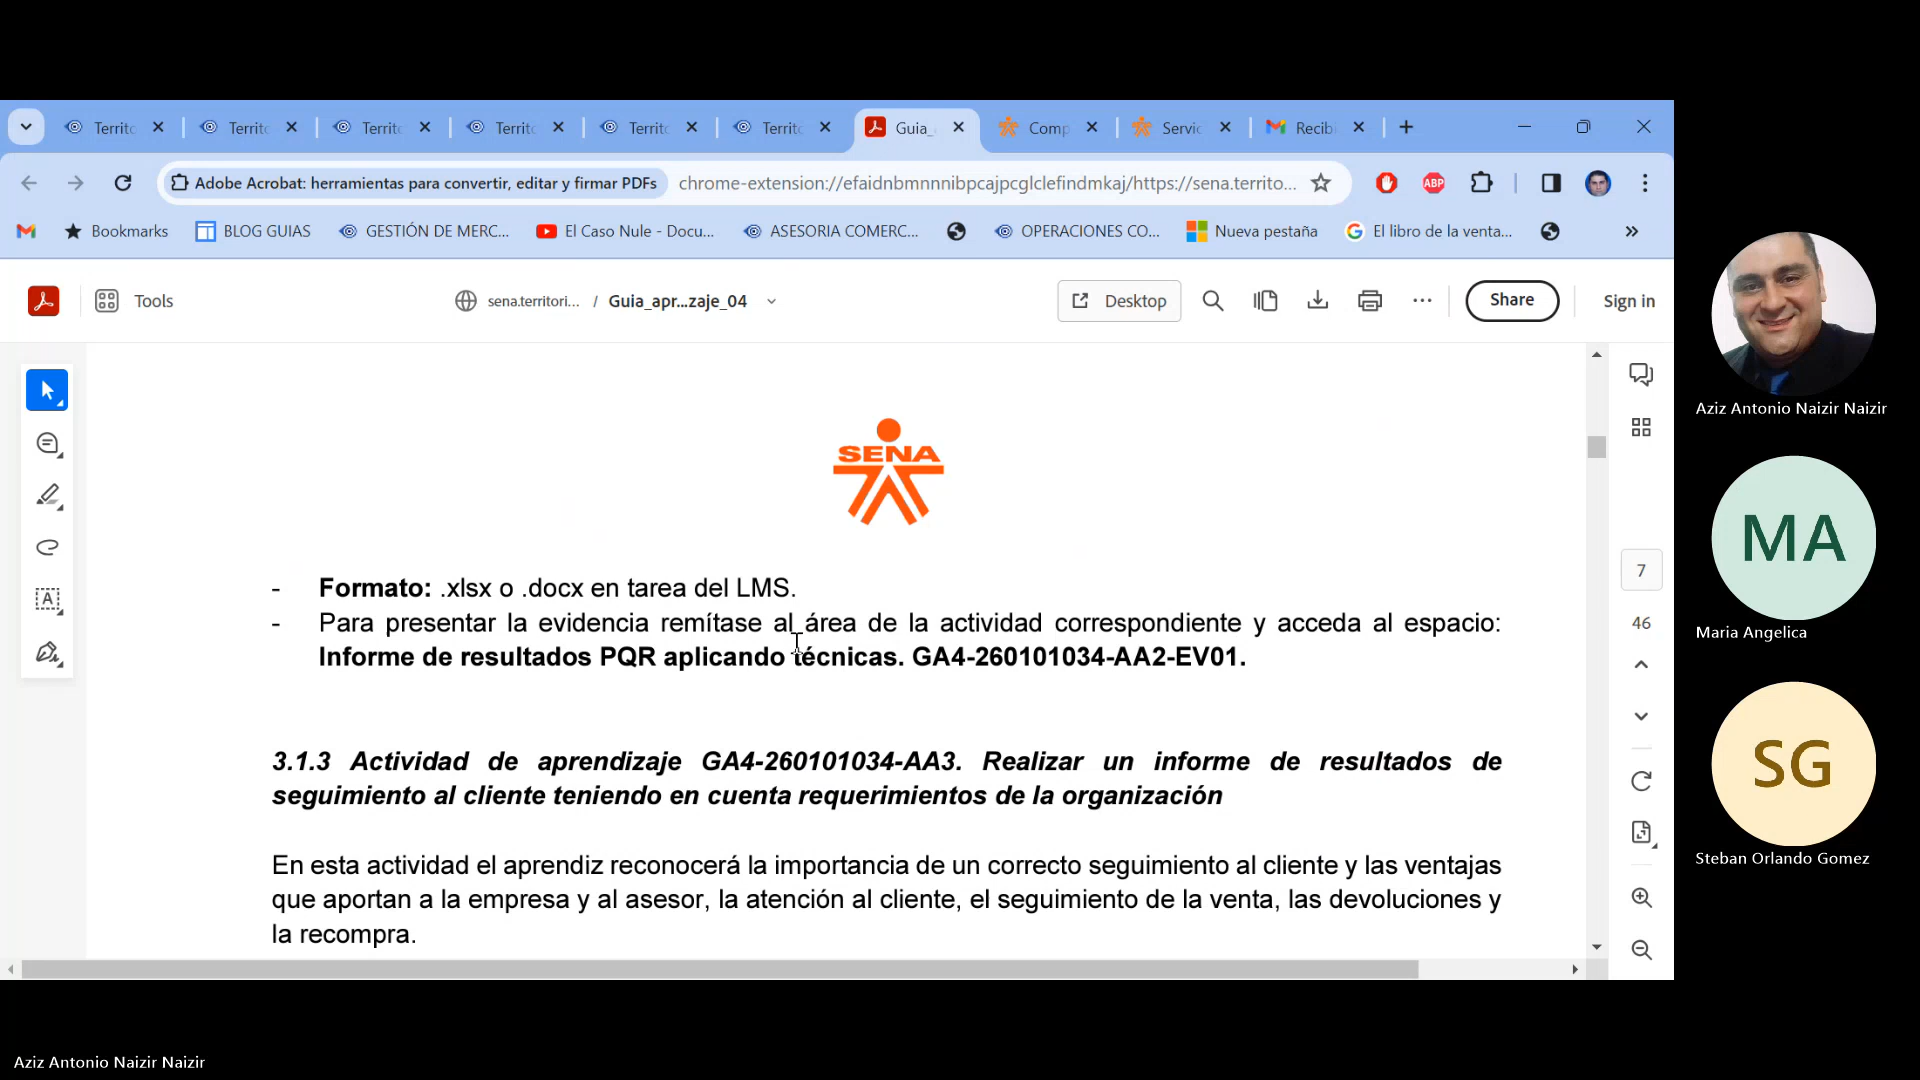 Territo
Territo
Territo
Territo
Territo
Territo
Guia_
Comp
Servic
Recib
Adobe Acrobat: herramientas para convertir, editar y firmar PDFs
chrome-extension://efaidnbmnnnibpcajpcglclefindmkaj/https://sena.territo...
ABP
Bookmarks
BLOG GUIAS
GESTIÓN DE MERC...
El Caso Nule - Docu...
ASESORIA COMERC...
OPERACIONES CO...
Nueva pestaña
El libro de la venta...
»
Tools
sena.territori... / Guia_apr...zaje_04
Desktop
Share
Sign in
SENA
- Formato: .xlsx o .docx en tarea del LMS.
- Para presentar la evidencia remítase al área de la actividad correspondiente y acceda al espacio:
Informe de resultados PQR aplicando técnicas. GA4-260101034-AA2-EV01.
3.1.3 Actividad de aprendizaje GA4-260101034-AA3. Realizar un informe de resultados de
seguimiento al cliente teniendo en cuenta requerimientos de la organización
En esta actividad el aprendiz reconocerá la importancia de un correcto seguimiento al cliente y las ventajas
que aportan a la empresa y al asesor, la atención al cliente, el seguimiento de la venta, las devoluciones y
la recompra.
7
46
Aziz Antonio Naizir Naizir
MA
Maria Angelica
SG
Steban Orlando Gomez
Aziz Antonio Naizir Naizir